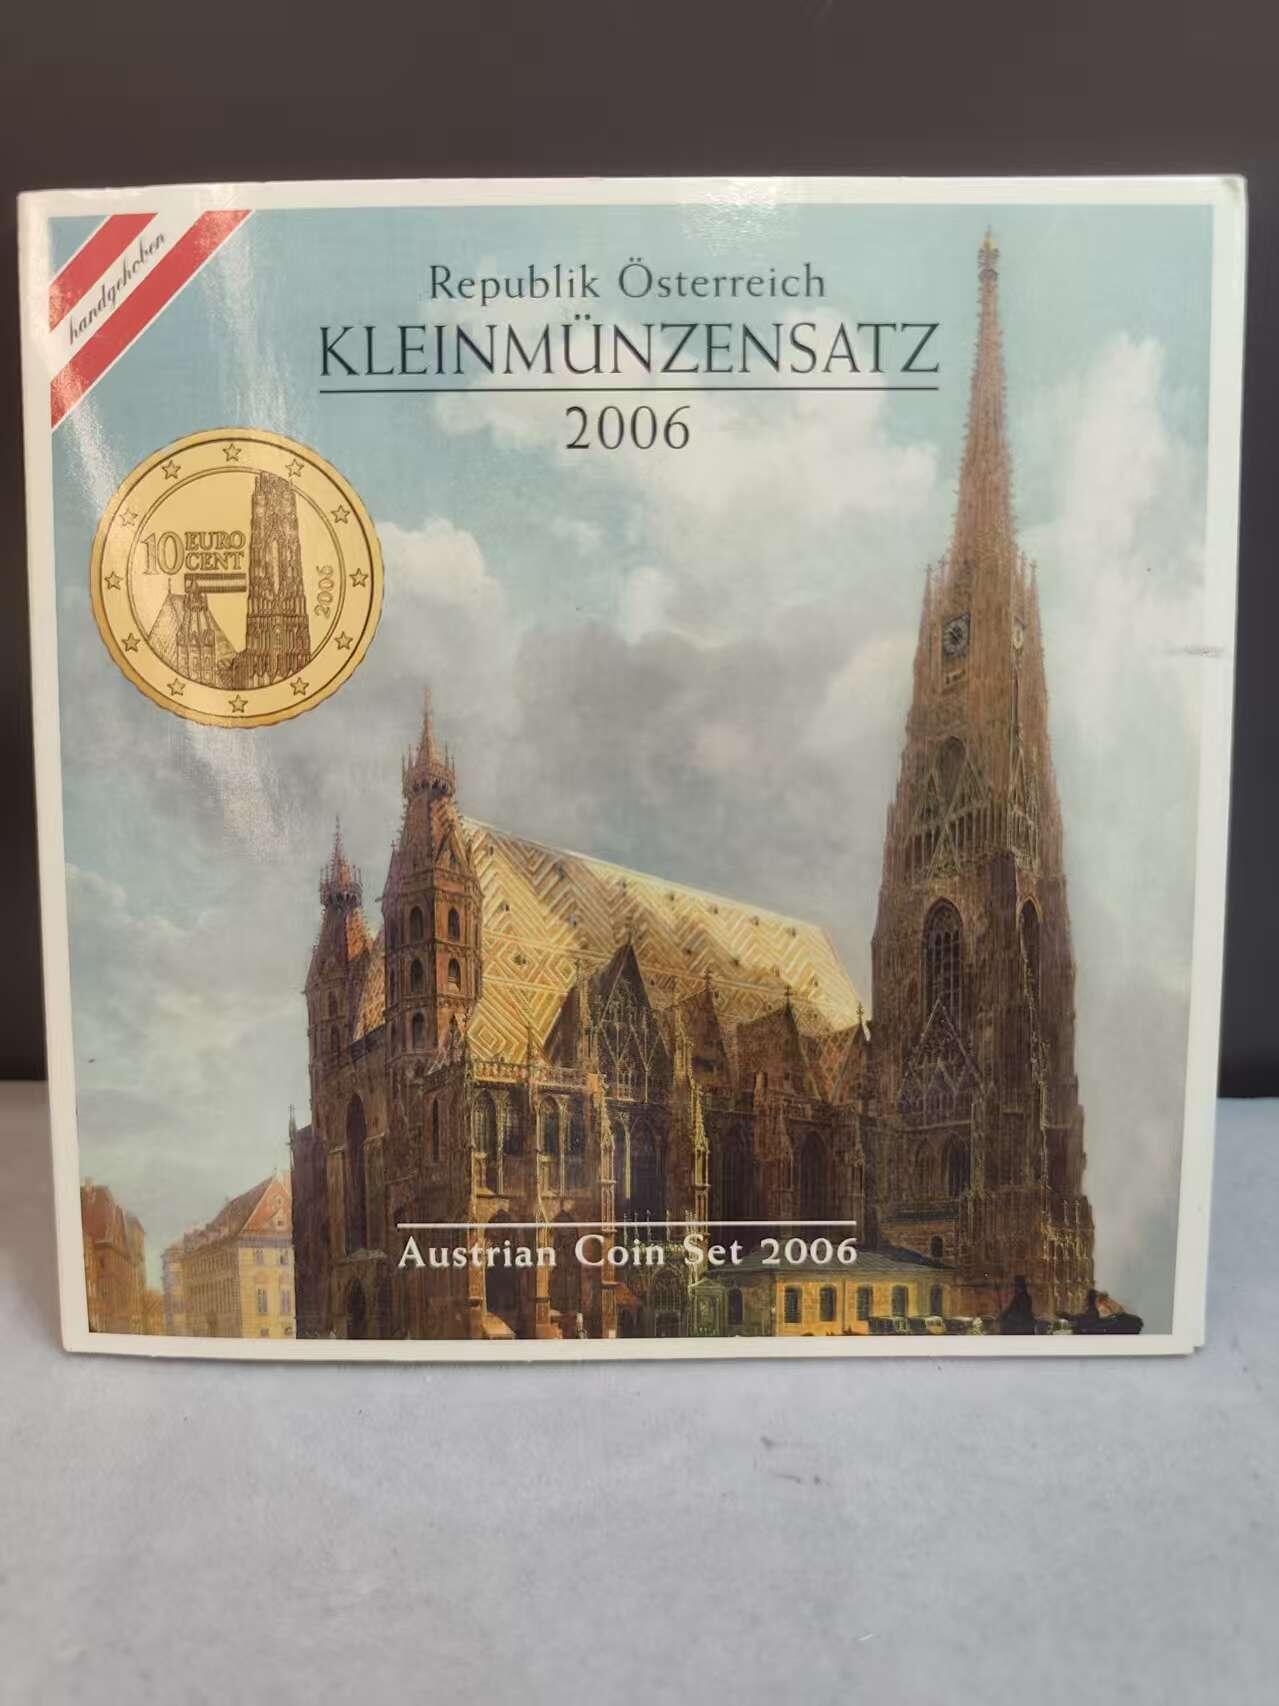 handgehoben
Republik Österreich
KLEINMÜNZENSATZ
2006
10 EURO
CENT
2006
Austrian Coin Set 2006